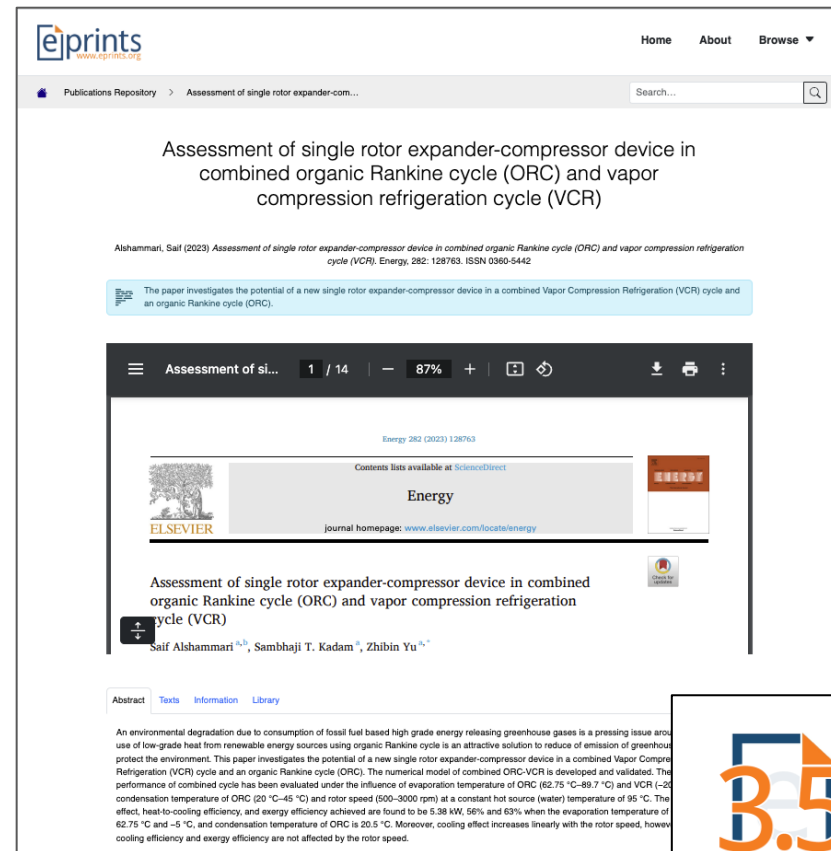 eprints
www.eprints.org
Home About Browse ▼
Publications Repository > Assessment of single rotor expander-com...
Search...
Assessment of single rotor expander-compressor device in
combined organic Rankine cycle (ORC) and vapor
compression refrigeration cycle (VCR)
Alshammari, Saif (2023) Assessment of single rotor expander-compressor device in combined organic Rankine cycle (ORC) and vapor compression refrigeration
cycle (VCR). Energy, 282: 128763. ISSN 0360-5442
The paper investigates the potential of a new single rotor expander-compressor device in a combined Vapor Compression Refrigeration (VCR) cycle and
an organic Rankine cycle (ORC).
Assessment of si... 1 / 14 | — 87% + |
Energy 282 (2023) 128763
Contents lists available at ScienceDirect
Energy
ELSEVIER
journal homepage: www.elsevier.com/locate/energy
ENERGY
Check for
updates
Assessment of single rotor expander-compressor device in combined
organic Rankine cycle (ORC) and vapor compression refrigeration
cycle (VCR)
Saif Alshammari a,b, Sambhaji T. Kadam a, Zhibin Yu a,*
Abstract Texts Information Library
An environmental degradation due to consumption of fossil fuel based high grade energy releasing greenhouse gases is a pressing issue arou
use of low-grade heat from renewable energy sources using organic Rankine cycle is an attractive solution to reduce of emission of greenhous
protect the environment. This paper investigates the potential of a new single rotor expander-compressor device in a combined Vapor Compre
Refrigeration (VCR) cycle and an organic Rankine cycle (ORC). The numerical model of combined ORC-VCR is developed and validated. The
performance of combined cycle has been evaluated under the influence of evaporation temperature of ORC (62.75 °C–89.7 °C) and VCR (−20
condensation temperature of ORC (20 °C–45 °C) and rotor speed (500–3000 rpm) at a constant hot source (water) temperature of 95 °C. The
effect, heat-to-cooling efficiency, and exergy efficiency achieved are found to be 5.38 kW, 56% and 63% when the evaporation temperature of
62.75 °C and −5 °C, and condensation temperature of ORC is 20.5 °C. Moreover, cooling effect increases linearly with the rotor speed, howev
cooling efficiency and exergy efficiency are not affected by the rotor speed.
3.5